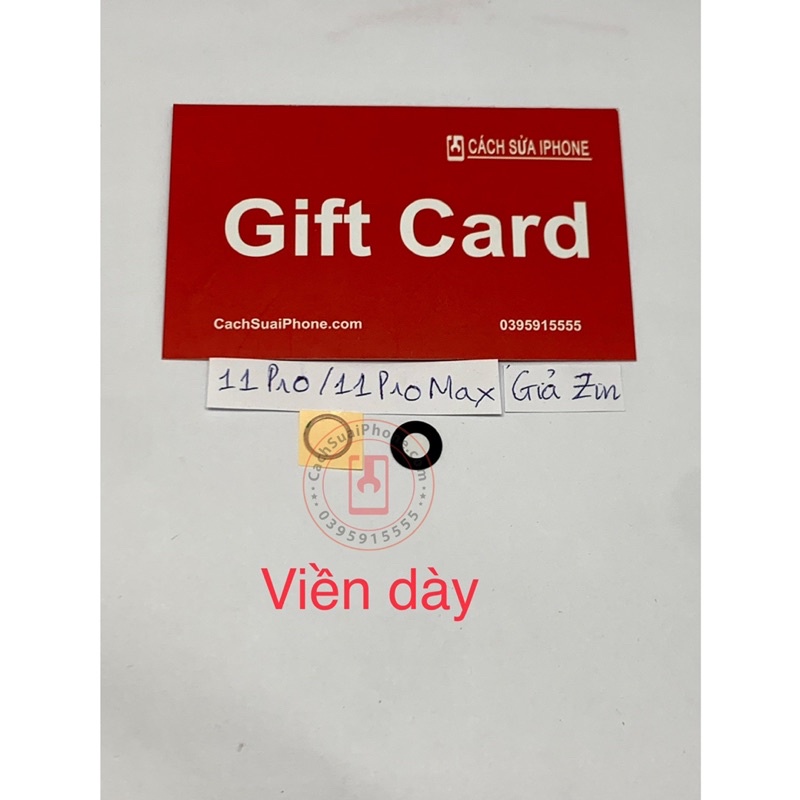 CÁCH SỬA IPHONE
Gift Card
CachSuaiPhone.com
0395915555
11 Pro/11 Pro Max
Giả Zin
CachSuaiPhone.com
0395915555
Viền dày